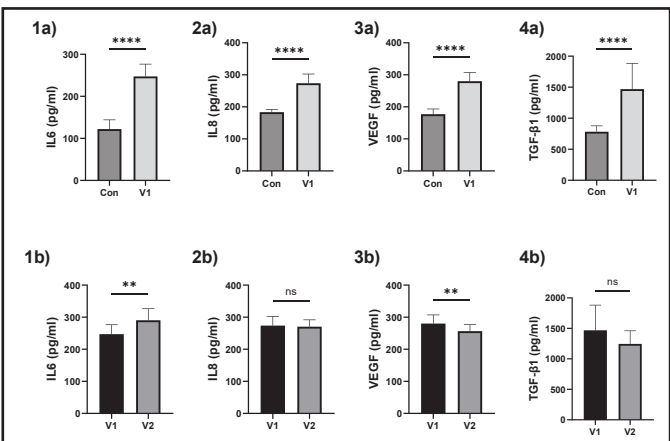 1a)
IL6 (pg/ml)
300
200
100
0
****
Con V1
2a)
IL8 (pg/ml)
400
300
200
100
0
****
Con V1
3a)
VEGF (pg/ml)
400
300
200
100
0
****
Con V1
4a)
TGF-β1 (pg/ml)
2000
1500
1000
500
0
****
Con V1
1b)
IL6 (pg/ml)
400
300
200
100
0
**
V1 V2
2b)
IL8 (pg/ml)
400
300
200
100
0
ns
V1 V2
3b)
VEGF (pg/ml)
400
300
200
100
0
**
V1 V2
4b)
TGF-β1 (pg/ml)
2000
1500
1000
500
0
ns
V1 V2